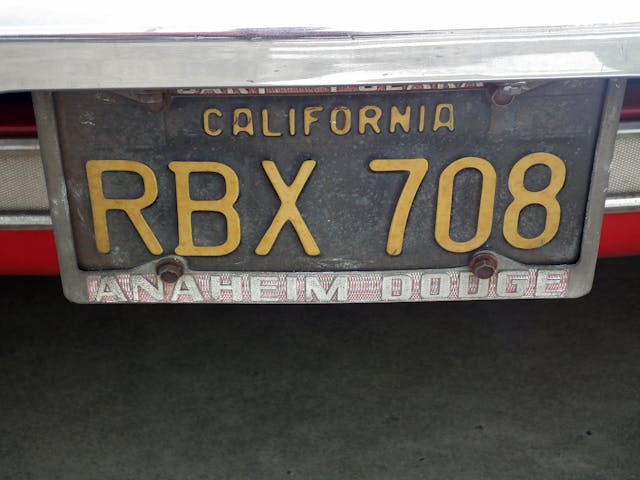 CALIFORNIA
RBX 708
ANAHEIM DODGE